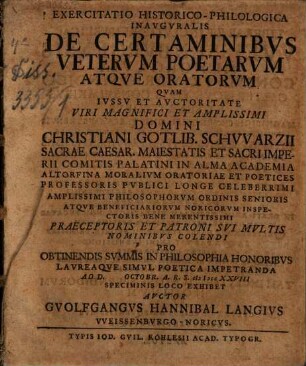 EXERCITATIO HISTORICO-PHILOLOGICA
INAVGVRALIS
DE CERTAMINIBVS
VETERVM POETARVM
ATQVE ORATORVM
QVAM
IVSSV ET AVCTORITATE
VIRI MAGNIFICI ET AMPLISSIMI
DOMINI
CHRISTIANI GOTLIB. SCHWARZII
SACRAE CAESAR. MAIESTATIS ET SACRI IMPE-
RII COMITIS PALATINI IN ALMA ACADEMIA
ALTORFINA MORALIVM ORATORIAE ET POETICES
PROFESSORIS PVBLICI LONGE CELEBERRIMI
AMPLISSIMI PHILOSOPHORVM ORDINIS SENIORIS
ATQVE BENEFICIARIORVM NORICORVM INSPE-
CTORIS BENE MERENTISSIMI
PRAECEPTORIS ET PATRONI SVI MULTIS
NOMINIBVS COLENDI
PRO
OBTINENDIS SVMMIS IN PHILOSOPHIA HONORIBVS
LAVREAQVE SIMVL POETICA IMPETRANDA
OCTOBR. A. R. S.
SPECIMINIS LOCO EXHIBET
AVCTOR
GVOLFGANGVS HANNIBAL LANGIVS
WEISSENBVRGO-NORICVS.
TYPIS IOD. GVIL. KOHLESII ACAD. TYPOGR.